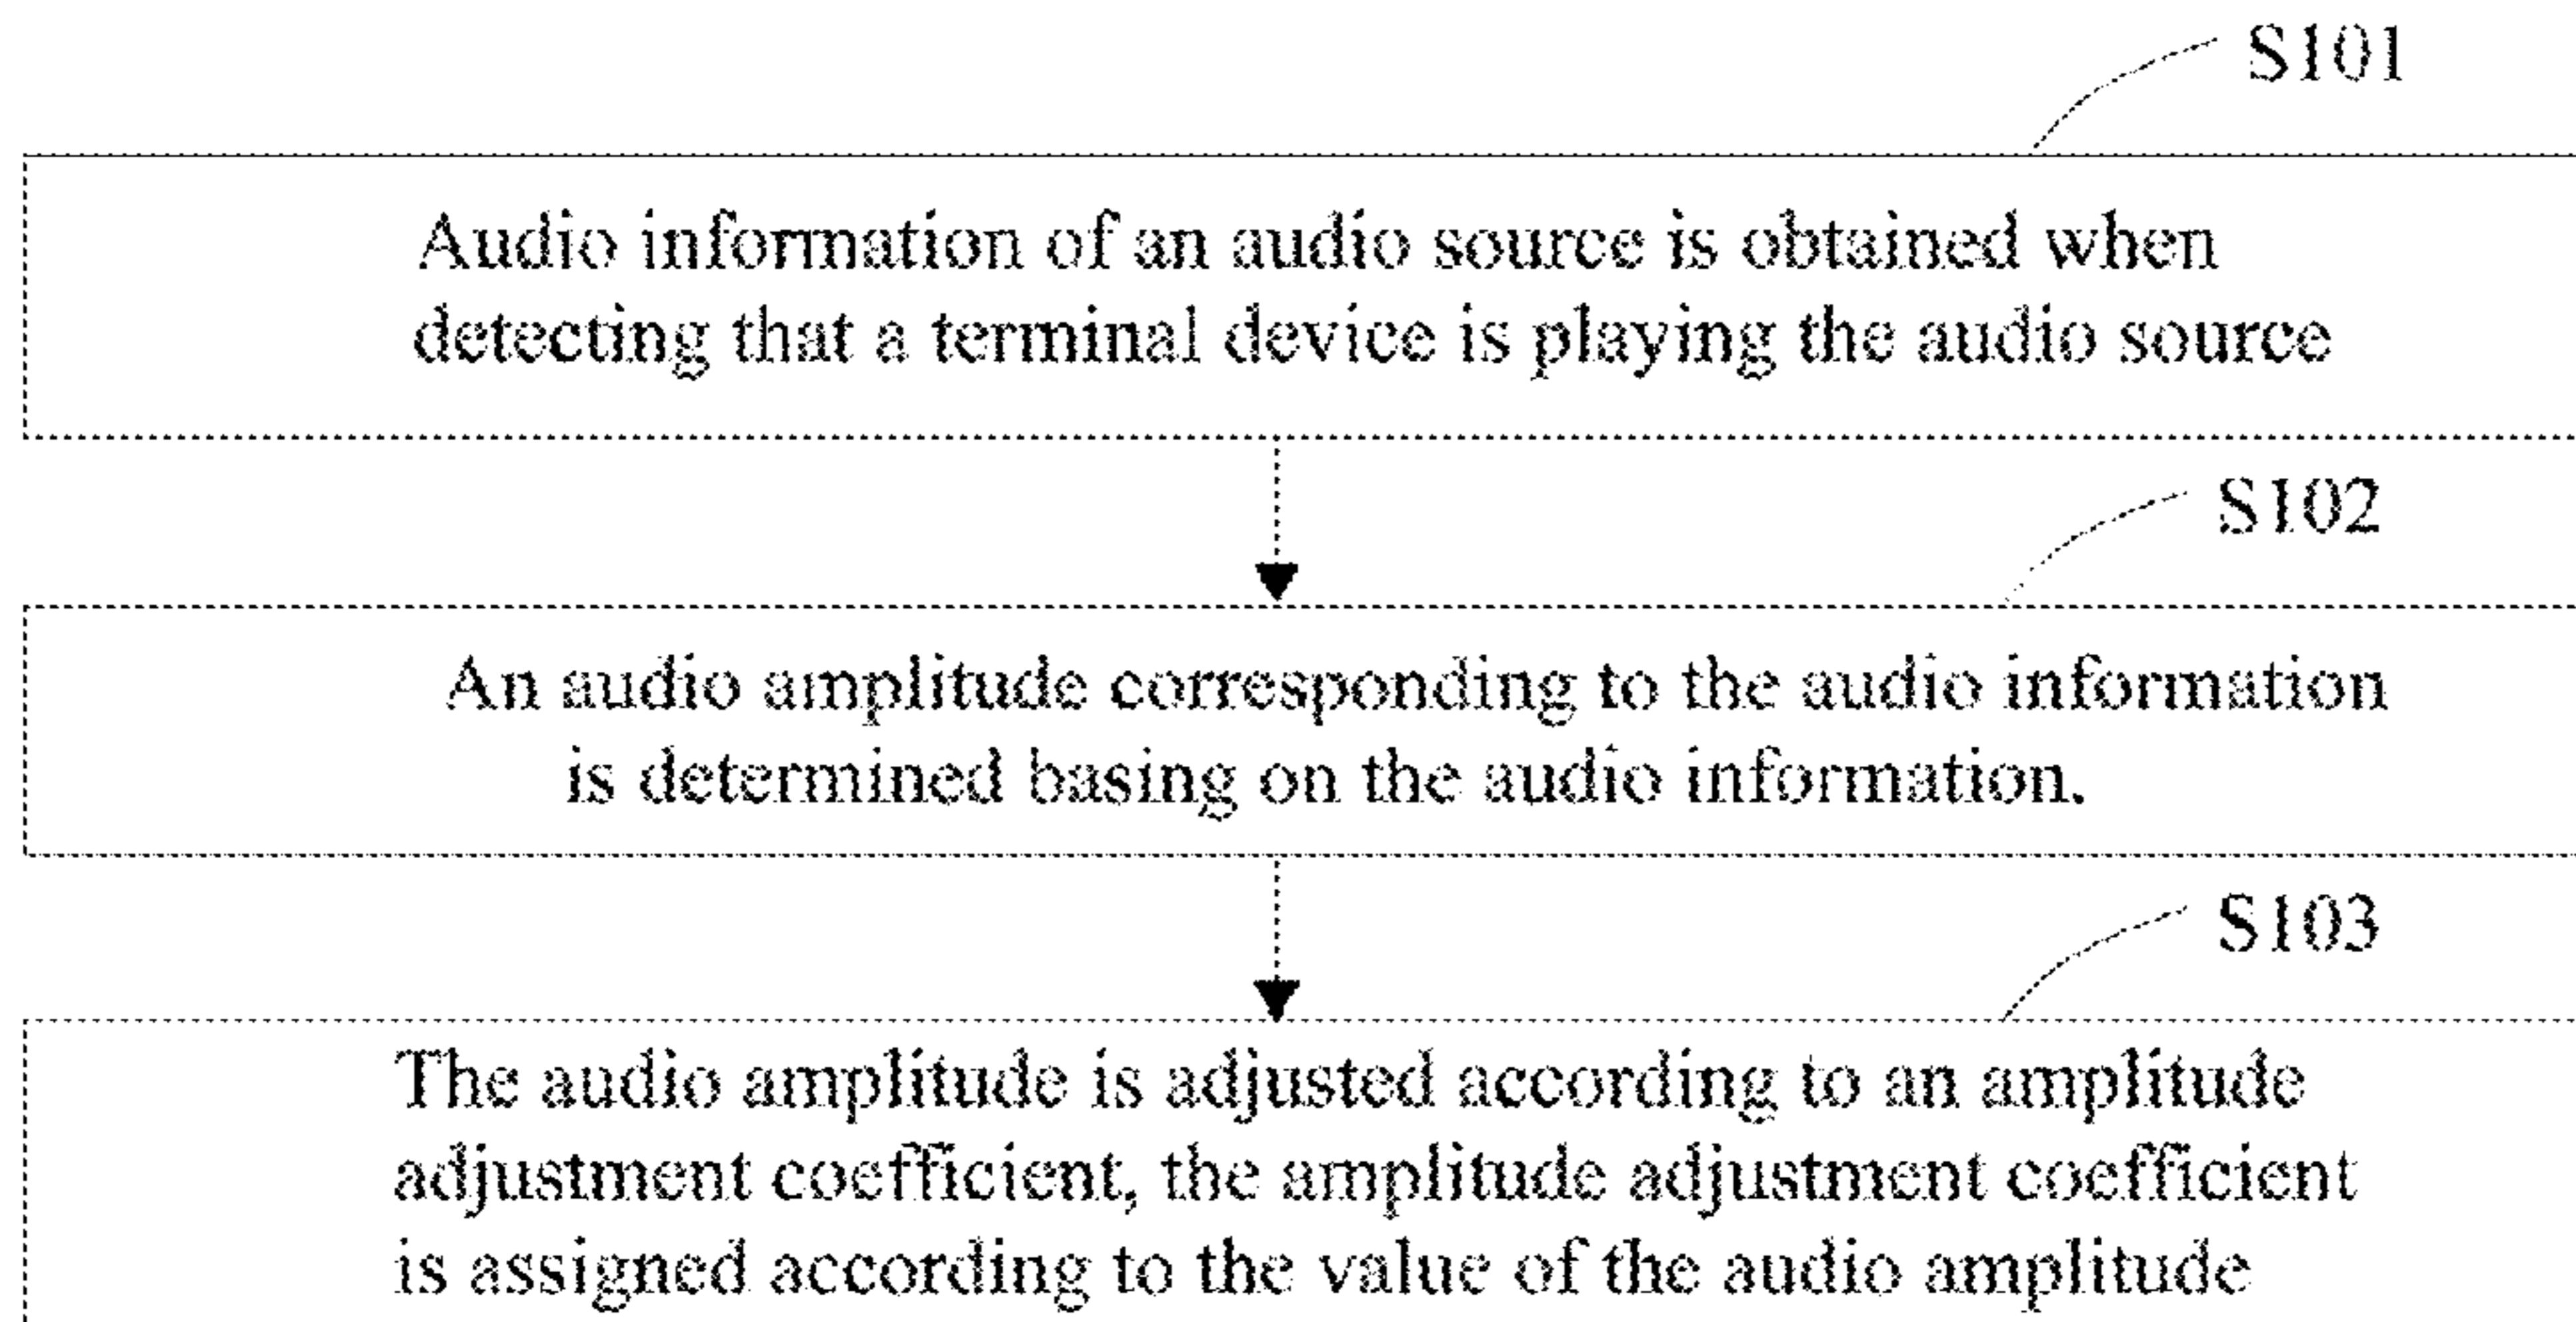 S101
Audio information of an audio source is obtained when
detecting that a terminal device is playing the audio source
S102
An audio amplitude corresponding to the audio information
is determined basing on the audio information.
S103
The audio amplitude is adjusted according to an amplitude
adjustment coefficient, the amplitude adjustment coefficient
is assigned according to the value of the audio amplitude